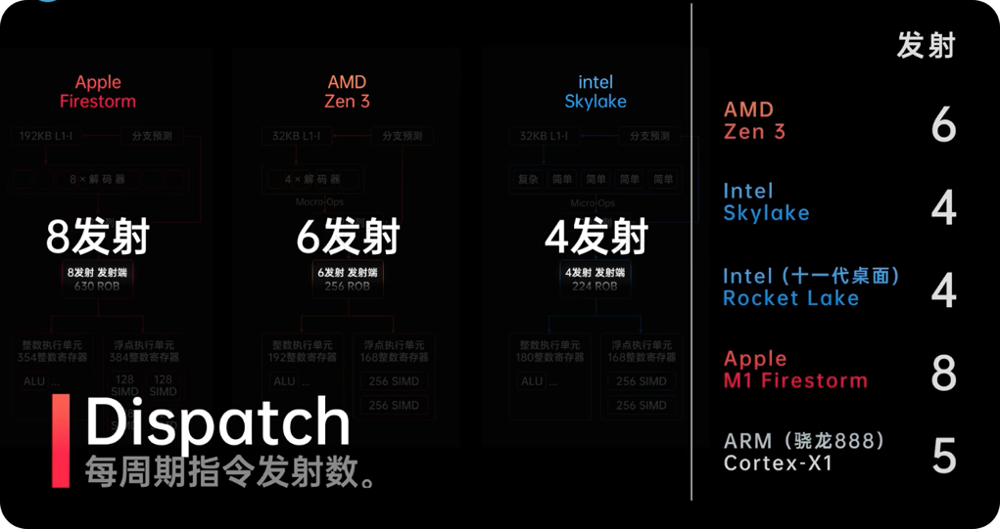 Apple
Firestorm
192KB L1-I
分支预测
8×解码器
8发射
8发射 发射端
630 ROB
整数执行单元
354整数寄存器
浮点执行单元
384整数寄存器
ALU ...
128
SIMD
128
SIMD
AMD
Zen 3
32KB L1-I
分支预测
4×解码器
Mocro-Ops
6发射
6发射 发射端
256 ROB
整数执行单元
192整数寄存器
浮点执行单元
168整数寄存器
ALU ...
256 SIMD
256 SIMD
intel
Skylake
32KB L1-I
分支预测
复杂
简单
简单
简单
简单
Micro-Ops
4发射
4发射 发射端
224 ROB
整数执行单元
180整数寄存器
浮点执行单元
168整数寄存器
ALU ...
256 SIMD
256 SIMD
Dispatch
每周期指令发射数。
发射
AMD
Zen 3
6
Intel
Skylake
4
Intel (十一代桌面)
Rocket Lake
4
Apple
M1 Firestorm
8
ARM (骁龙888)
Cortex-X1
5